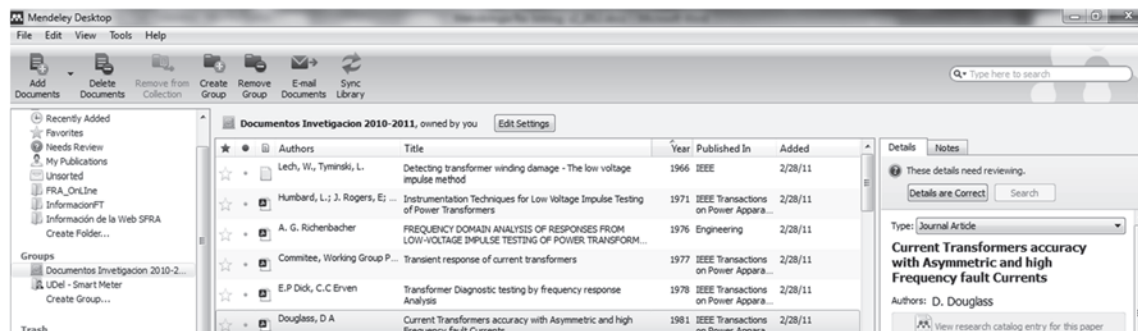 Mendeley Desktop
File Edit View Tools Help
Add Documents
Delete Documents
Remove from Collection
Create Group
Remove Group
E-mail Documents
Sync Library
Type here to search
Recently Added
Favorites
Needs Review
My Publications
Unsorted
FRA_OnLIne
InformacionFT
Información de la Web SFRA
Create Folder...
Groups
Documentos Invetigacion 2010-2...
UDel - Smart Meter
Create Group...
Trash
Documentos Invetigacion 2010-2011, owned by you Edit Settings
Authors Title Year Published In Added
Lech, W., Tyminski, L. Detecting transformer winding damage - The low voltage 1966 IEEE 2/28/11
impulse method
Humbard, L.; J. Rogers, E; ... Instrumentation Techniques for Low Voltage Impulse Testing 1971 IEEE Transactions 2/28/11
of Power Transformers on Power Appara...
A. G. Richenbacher FREQUENCY DOMAIN ANALYSIS OF RESPONSES FROM 1976 Engineering 2/28/11
LOW-VOLTAGE IMPULSE TESTING OF POWER TRANSFORM...
Commitee, Working Group P... Transient response of current transformers 1977 IEEE Transactions 2/28/11
on Power Appara...
E.P Dick, C.C Erven Transformer Diagnostic testing by frequency response 1978 IEEE Transactions 2/28/11
Analysis on Power Appara...
Douglass, D A Current Transformers accuracy with Asymmetric and high 1981 IEEE Transactions 2/28/11
Frequency fault Currents on Power Appara...
Details Notes
These details need reviewing.
Details are Correct Search
Type: Journal Article
Current Transformers accuracy
with Asymmetric and high
Frequency fault Currents
Authors: D. Douglass
View research catalog entry for this paper